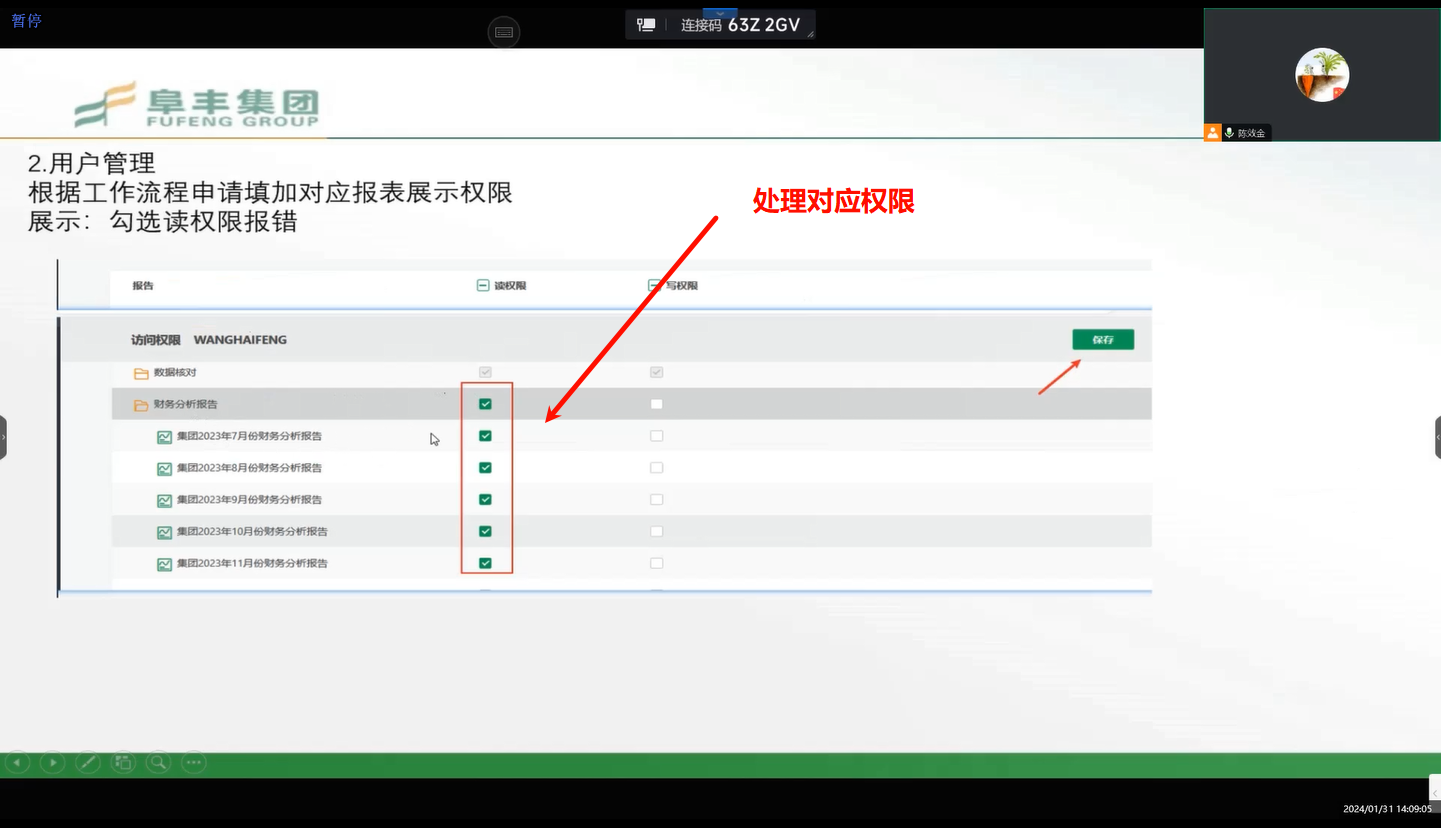 暂停
连接码 63Z 2GV
陈效金
阜丰集团
FUFENG GROUP
2.用户管理
根据工作流程申请填加对应报表展示权限
展示：勾选读权限报错
处理对应权限
报告 读权限 写权限
访问权限 WANGHAIFENG 保存
数据核对
财务分析报告
集团2023年7月份财务分析报告
集团2023年8月份财务分析报告
集团2023年9月份财务分析报告
集团2023年10月份财务分析报告
集团2023年11月份财务分析报告
2024/01/31 14:09:05